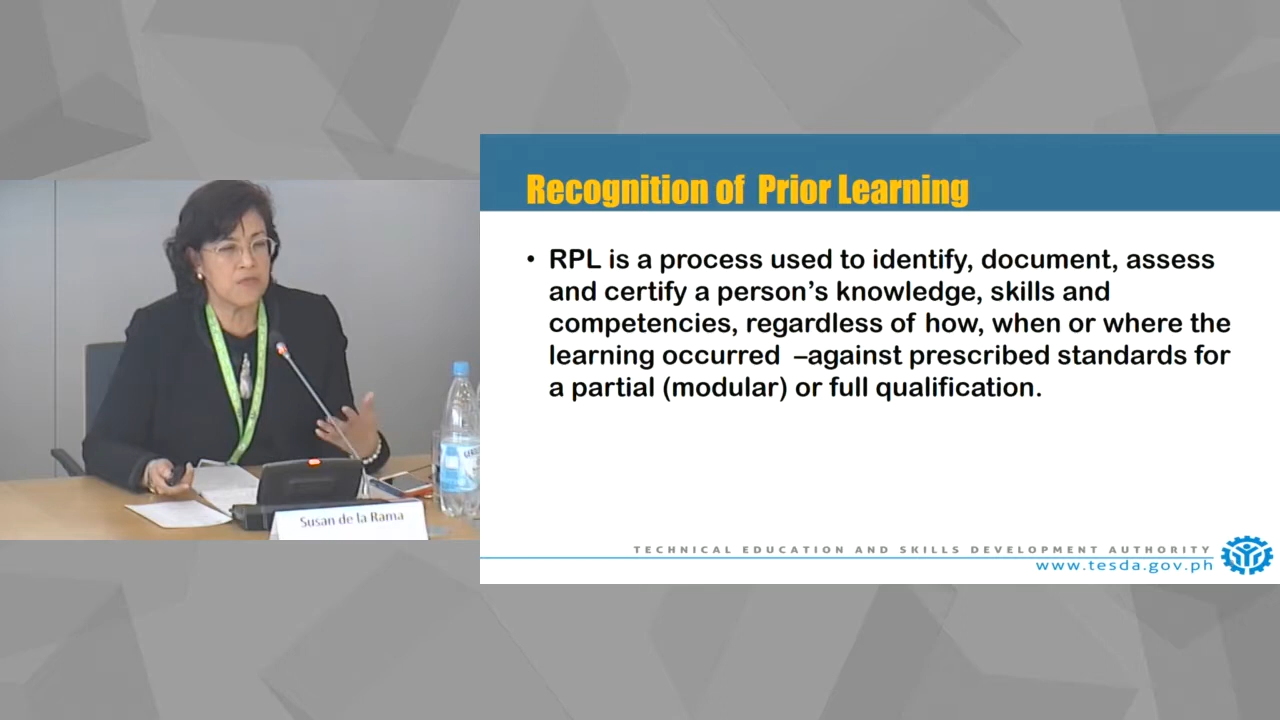 Recognition of Prior Learning
• RPL is a process used to identify, document, assess
and certify a person’s knowledge, skills and
competencies, regardless of how, when or where the
learning occurred –against prescribed standards for
a partial (modular) or full qualification.
TECHNICAL EDUCATION AND SKILLS DEVELOPMENT AUTHORITY
www.tesda.gov.ph
Susan de la Rama